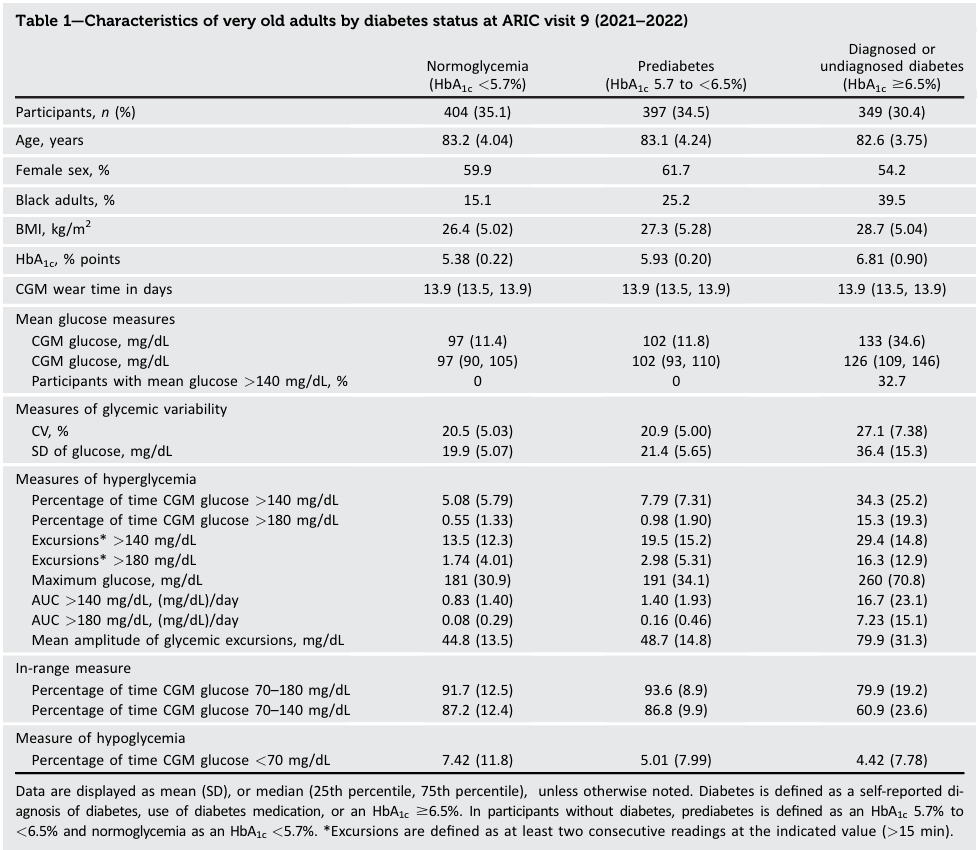 Table 1—Characteristics of very old adults by diabetes status at ARIC visit 9 (2021–2022)
Normoglycemia (HbA1c <5.7%) Prediabetes (HbA1c 5.7 to <6.5%) Diagnosed or undiagnosed diabetes (HbA1c ≥6.5%)
Participants, n (%) 404 (35.1) 397 (34.5) 349 (30.4)
Age, years 83.2 (4.04) 83.1 (4.24) 82.6 (3.75)
Female sex, % 59.9 61.7 54.2
Black adults, % 15.1 25.2 39.5
BMI, kg/m2 26.4 (5.02) 27.3 (5.28) 28.7 (5.04)
HbA1c, % points 5.38 (0.22) 5.93 (0.20) 6.81 (0.90)
CGM wear time in days 13.9 (13.5, 13.9) 13.9 (13.5, 13.9) 13.9 (13.5, 13.9)
Mean glucose measures
CGM glucose, mg/dL 97 (11.4) 102 (11.8) 133 (34.6)
CGM glucose, mg/dL 97 (90, 105) 102 (93, 110) 126 (109, 146)
Participants with mean glucose >140 mg/dL, % 0 0 32.7
Measures of glycemic variability
CV, % 20.5 (5.03) 20.9 (5.00) 27.1 (7.38)
SD of glucose, mg/dL 19.9 (5.07) 21.4 (5.65) 36.4 (15.3)
Measures of hyperglycemia
Percentage of time CGM glucose >140 mg/dL 5.08 (5.79) 7.79 (7.31) 34.3 (25.2)
Percentage of time CGM glucose >180 mg/dL 0.55 (1.33) 0.98 (1.90) 15.3 (19.3)
Excursions* >140 mg/dL 13.5 (12.3) 19.5 (15.2) 29.4 (14.8)
Excursions* >180 mg/dL 1.74 (4.01) 2.98 (5.31) 16.3 (12.9)
Maximum glucose, mg/dL 181 (30.9) 191 (34.1) 260 (70.8)
AUC >140 mg/dL, (mg/dL)/day 0.83 (1.40) 1.40 (1.93) 16.7 (23.1)
AUC >180 mg/dL, (mg/dL)/day 0.08 (0.29) 0.16 (0.46) 7.23 (15.1)
Mean amplitude of glycemic excursions, mg/dL 44.8 (13.5) 48.7 (14.8) 79.9 (31.3)
In-range measure
Percentage of time CGM glucose 70–180 mg/dL 91.7 (12.5) 93.6 (8.9) 79.9 (19.2)
Percentage of time CGM glucose 70–140 mg/dL 87.2 (12.4) 86.8 (9.9) 60.9 (23.6)
Measure of hypoglycemia
Percentage of time CGM glucose <70 mg/dL 7.42 (11.8) 5.01 (7.99) 4.42 (7.78)
Data are displayed as mean (SD), or median (25th percentile, 75th percentile), unless otherwise noted. Diabetes is defined as a self-reported di-
agnosis of diabetes, use of diabetes medication, or an HbA1c ≥6.5%. In participants without diabetes, prediabetes is defined as an HbA1c 5.7% to
<6.5% and normoglycemia as an HbA1c <5.7%. *Excursions are defined as at least two consecutive readings at the indicated value (>15 min).